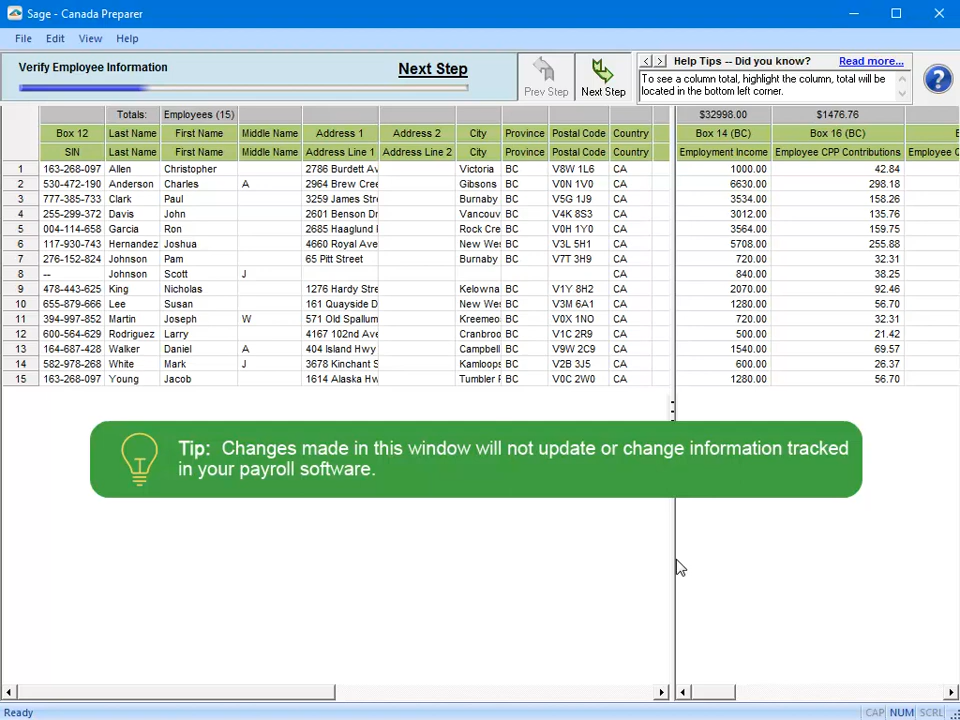 Sage - Canada Preparer
File Edit View Help
Verify Employee Information
Next Step
Prev Step
Next Step
Help Tips -- Did you know? Read more...
To see a column total, highlight the column, total will be
located in the bottom left corner.
Totals: Employees (15) $32998.00 $1476.76
Box 12 Last Name First Name Middle Name Address 1 Address 2 City Province Postal Code Country Box 14 (BC) Box 16 (BC)
SIN Last Name First Name Middle Name Address Line 1 Address Line 2 City Province Postal Code Country Employment Income Employee CPP Contributions Employee
1 163-268-097 Allen Christopher 2786 Burdett Av Victoria BC V8W 1L6 CA 1000.00 42.84
2 530-472-190 Anderson Charles A 2964 Brew Cree Gibsons BC V0N 1V0 CA 6630.00 298.18
3 777-385-733 Clark Paul 3259 James Stre Burnaby BC V5G 1J9 CA 3534.00 158.26
4 255-299-372 Davis John 2601 Benson Dr Vancouv BC V4K 8S3 CA 3012.00 135.76
5 004-114-658 Garcia Ron 2685 Haaglund Rock Cre BC V0H 1Y0 CA 3564.00 159.75
6 117-930-743 Hernandez Joshua 4660 Royal Ave New Wes BC V3L 5H1 CA 5708.00 255.88
7 276-152-824 Johnson Pam 65 Pitt Street Burnaby BC V7T 3H9 CA 720.00 32.31
8 -- Johnson Scott J CA 840.00 38.25
9 478-443-625 King Nicholas 1276 Hardy Stre Kelowna BC V1Y 8H2 CA 2070.00 92.46
10 655-879-666 Lee Susan 161 Quayside D New Wes BC V3M 6A1 CA 1280.00 56.70
11 394-997-852 Martin Joseph W 571 Old Spallum Kreemeo BC V0X 1NO CA 720.00 32.31
12 600-564-629 Rodriguez Larry 4167 102nd Ave Cranbroo BC V1C 2R9 CA 500.00 21.42
13 164-687-428 Walker Daniel A 404 Island Hwy Campbell BC V9W 2C9 CA 1540.00 69.57
14 582-978-268 White Mark J 3678 Kinchant S Kamloops BC V2B 3J5 CA 600.00 26.37
15 163-268-097 Young Jacob 1614 Alaska Hw Tumbler BC V0C 2W0 CA 1280.00 56.70
Tip: Changes made in this window will not update or change information tracked
in your payroll software.
Ready CAP NUM SCRL